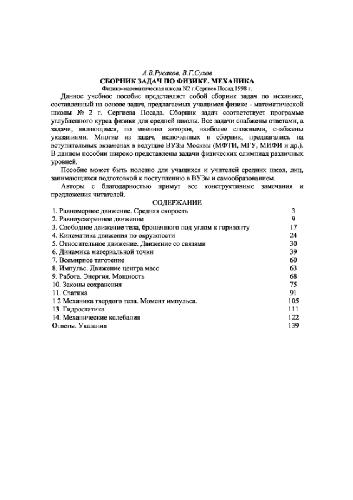 А.В.Русаков, В.Г.Сухов
СБОРНИК ЗАДАЧ ПО ФИЗИКЕ. МЕХАНИКА
Физико-математическая школа №2 г.Сергиев Посад, 1998 г.
Данное учебное пособие представляет собой сборник задач по механике,
составленный на основе задач, предлагаемых учащимся физико - математической
школы № 2 г. Сергиева Посада. Сборник задач соответствует программе
углубленного курса физики для средней школы. Все задачи снабжены ответами, а
задачи, являющиеся, по мнению авторов, наиболее сложными, снабжены
указаниями. Многие из задач, включенных в сборник, предлагались на
вступительных экзаменах в ведущие ВУЗы Москвы (МФТИ, МГУ, МИФИ и др.).
В данном пособии широко представлены задачи физических олимпиад различных
уровней.
Пособие может быть полезно для учащихся и учителей средних школ, лиц,
занимающихся подготовкой к поступлению в ВУЗы и самообразованием.
Авторы с благодарностью примут все конструктивные замечания и
предложения читателей.
СОДЕРЖАНИЕ
1. Равномерное движение. Средняя скорость 3
2. Равноускоренное движение 9
3. Свободное движение тела, брошенного под углом к горизонту 17
4. Кинематика движения по окружности 24
5. Относительное движение. Движение со связями 30
6. Динамика материальной точки 39
7. Всемирное тяготение 60
8. Импульс. Движение центра масс 63
9. Работа. Энергия. Мощность 68
10. Законы сохранения 75
11. Статика 91
12 Механика твердого тела. Момент импульса. 105
13. Гидростатика 111
14. Механические колебания 122
Ответы. Указания 139